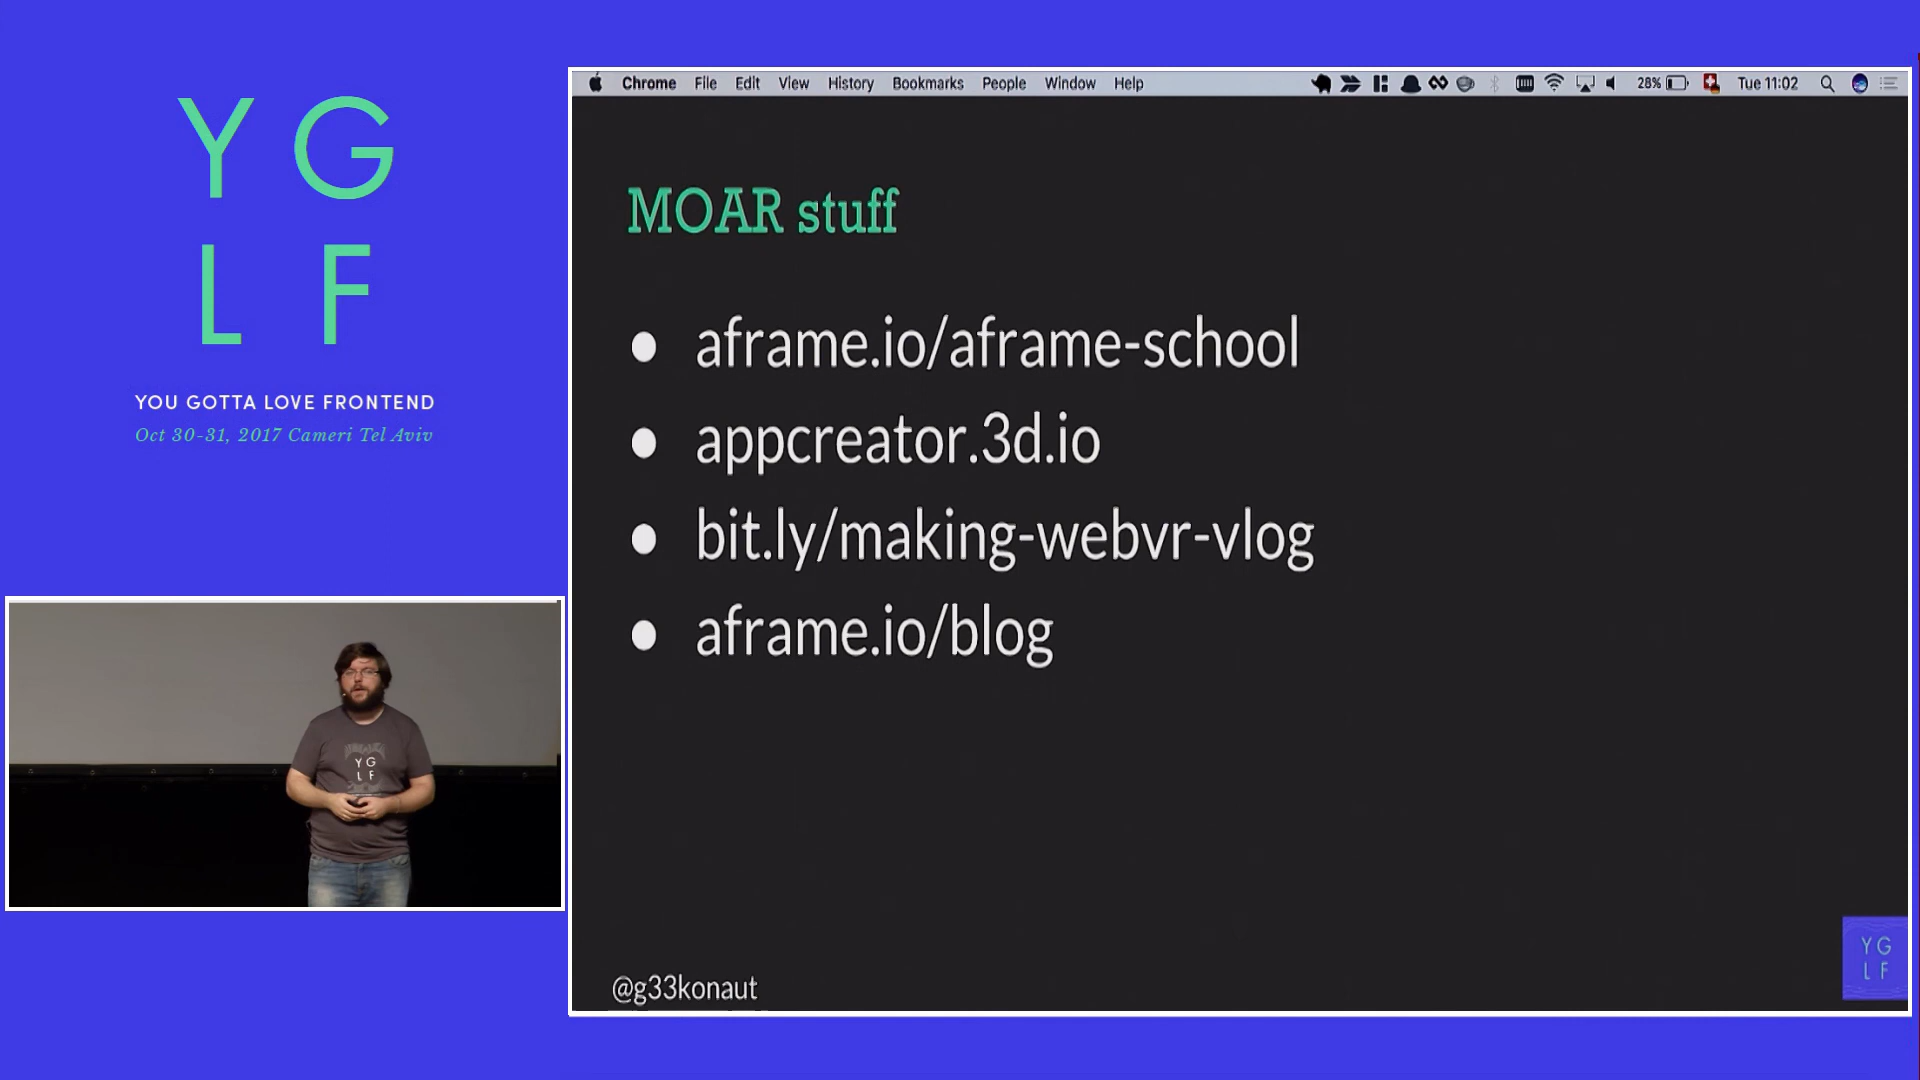 Y G
L F
YOU GOTTA LOVE FRONTEND
Oct 30-31, 2017 Cameri Tel Aviv
Y G
L F
Chrome File Edit View History Bookmarks People Window Help 28% Tue 11:02
MOAR stuff
● aframe.io/aframe-school
● appcreator.3d.io
● bit.ly/making-webvr-vlog
● aframe.io/blog
@g33konaut
Y G
L F